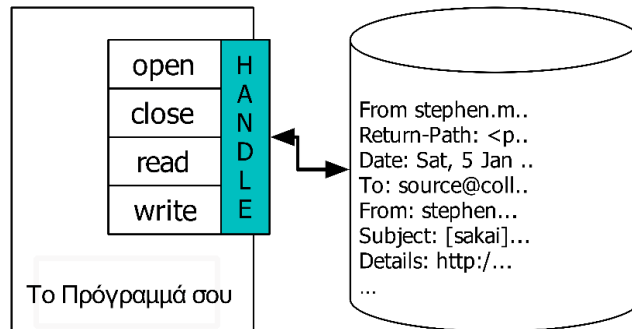 open
close
read
write
HANDLE
Το Πρόγραμμά σου
From stephen.m..
Return-Path: <p..
Date: Sat, 5 Jan ..
To: source@coll..
From: stephen...
Subject: [sakai]...
Details: http:/...
...